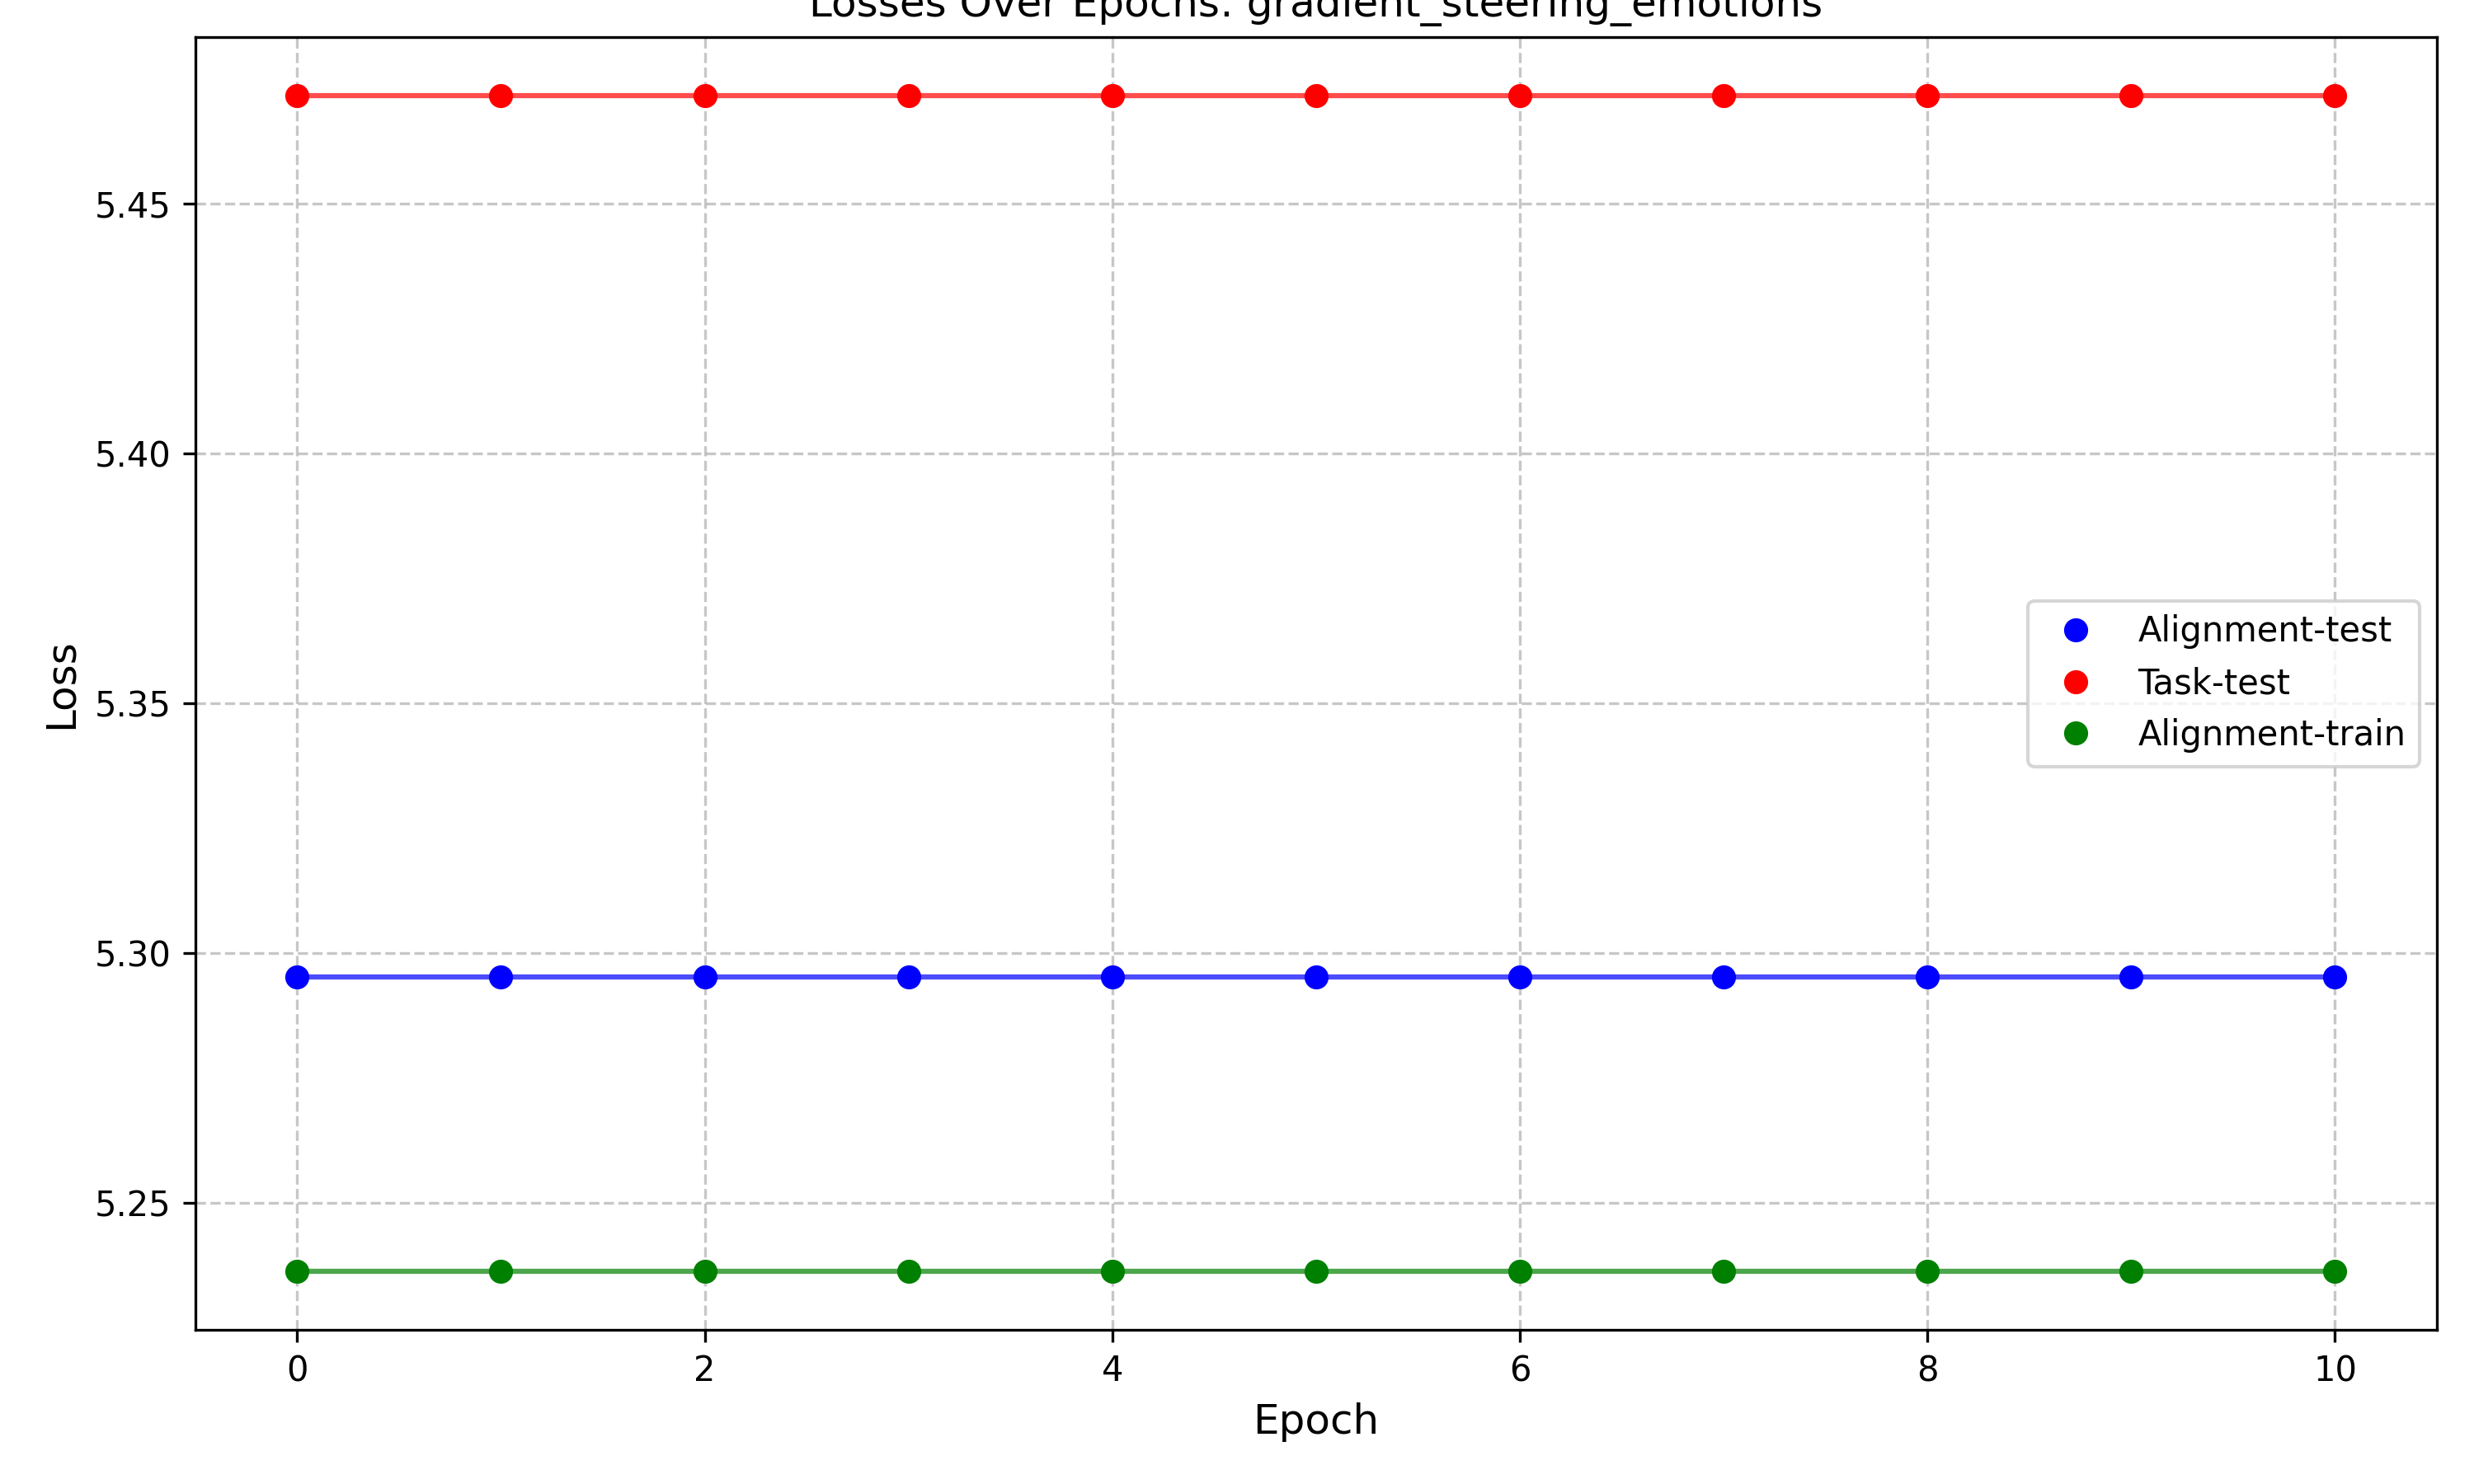 Losses Over Epochs: gradient_steering_emotions
5.45
5.40
5.35
5.30
5.25
Loss
Alignment-test
Task-test
Alignment-train
0 2 4 6 8 10
Epoch